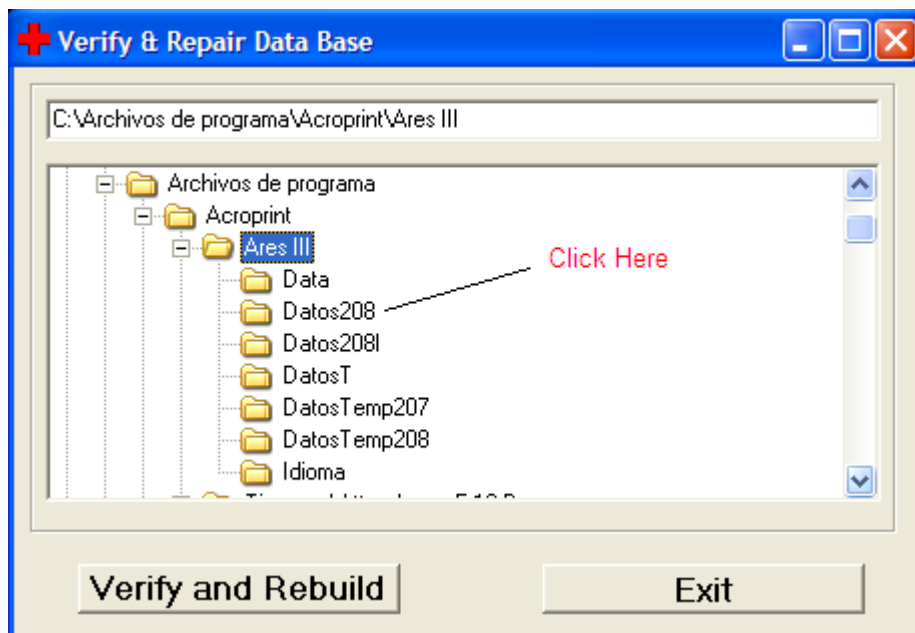 Verify & Repair Data Base
C:\Archivos de programa\Acroprint\Ares III
Archivos de programa
Acroprint
Ares III
Click Here
Data
Datos208
Datos208I
DatosT
DatosTemp207
DatosTemp208
Idioma
Verify and Rebuild
Exit